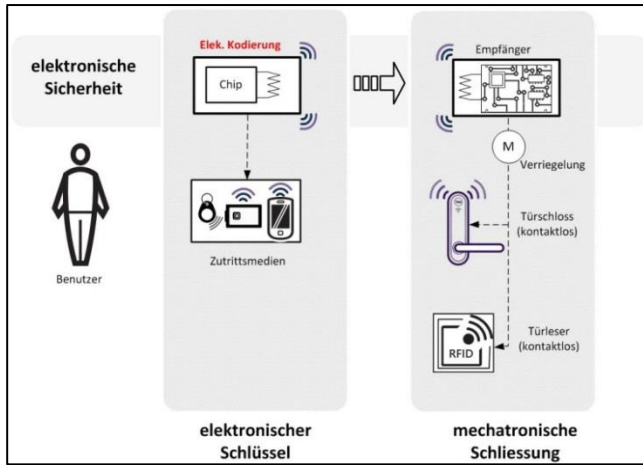 elektronische
Sicherheit
Benutzer
Elek. Kodierung
Chip
Zutrittsmedien
elektronischer
Schlüssel
Empfänger
M
Verriegelung
Türschloss
(kontaktlos)
Türleser
(kontaktlos)
RFID
mechatronische
Schliessung